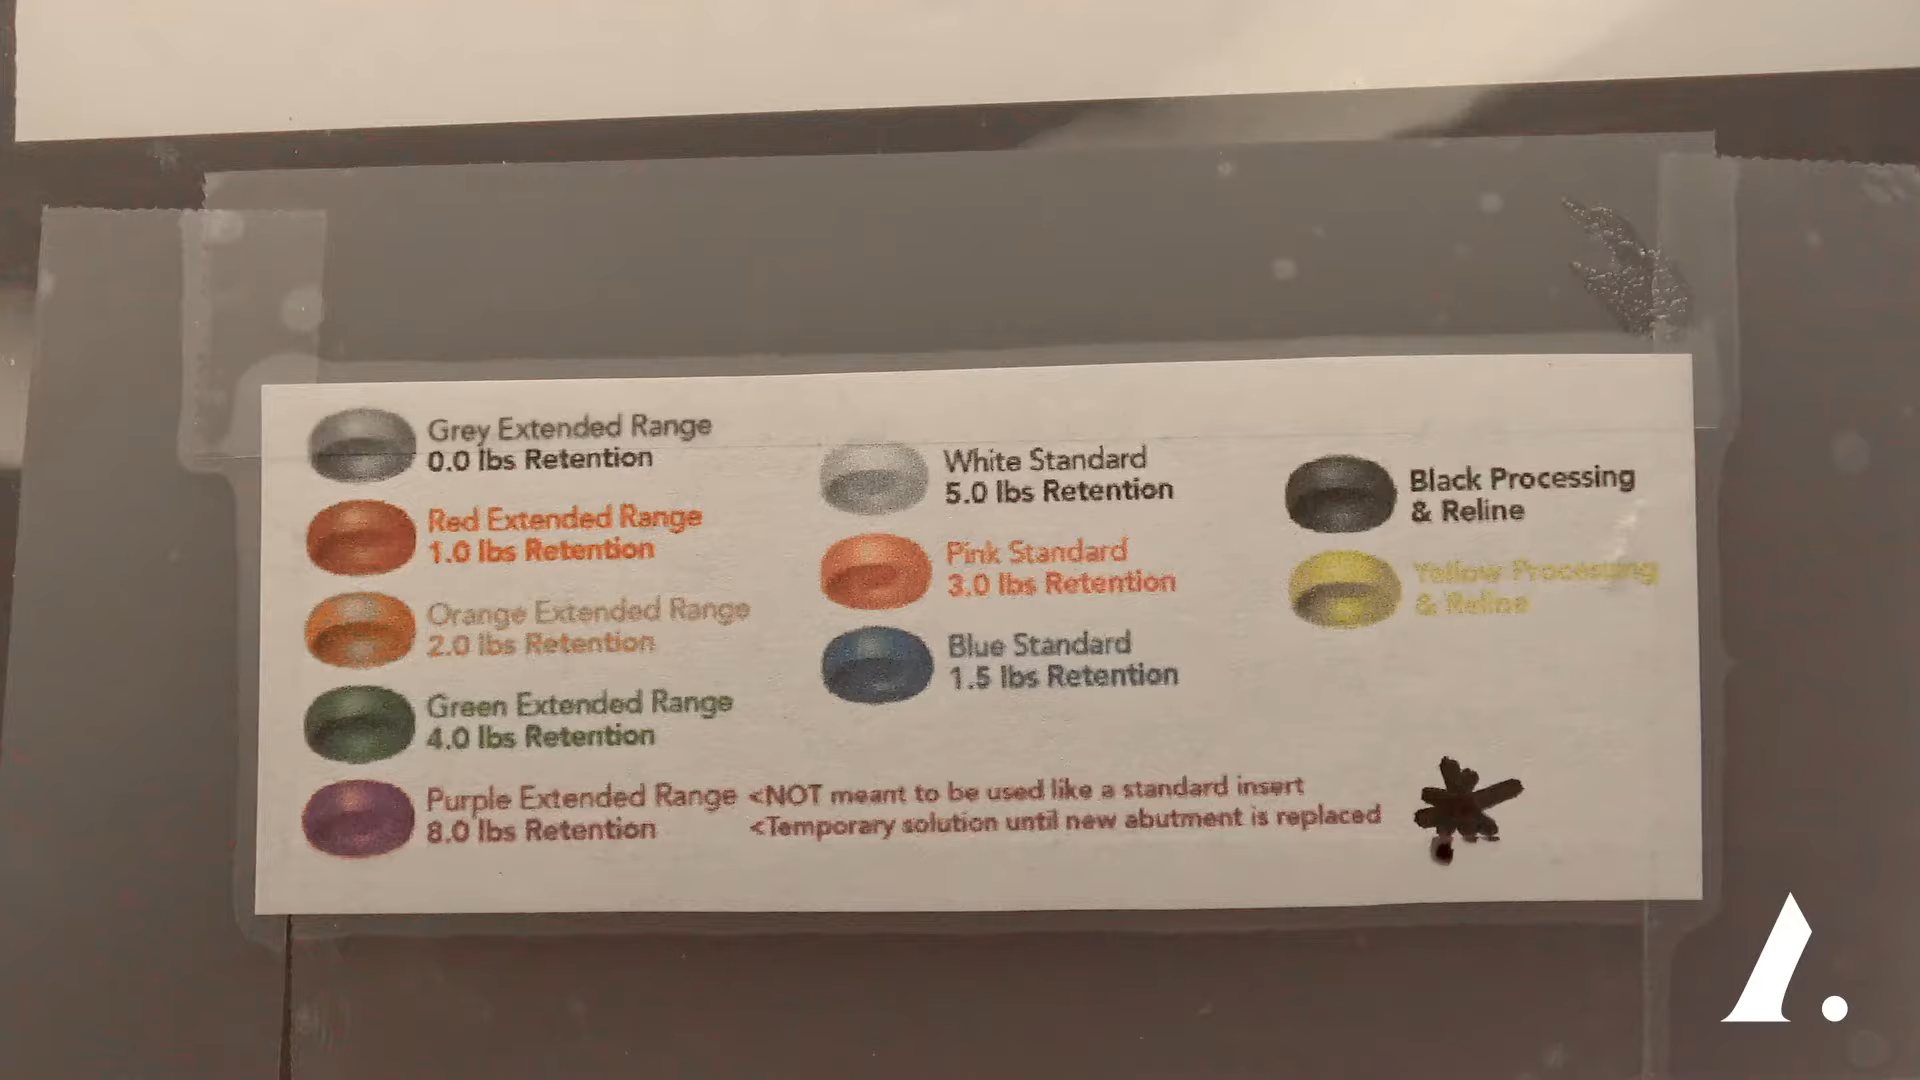 Grey Extended Range
0.0 lbs Retention
Red Extended Range
1.0 lbs Retention
Orange Extended Range
2.0 lbs Retention
Green Extended Range
4.0 lbs Retention
Purple Extended Range <NOT meant to be used like a standard insert
8.0 lbs Retention <Temporary solution until new abutment is replaced
White Standard
5.0 lbs Retention
Pink Standard
3.0 lbs Retention
Blue Standard
1.5 lbs Retention
Black Processing
& Reline
Yellow Processing
& Reline